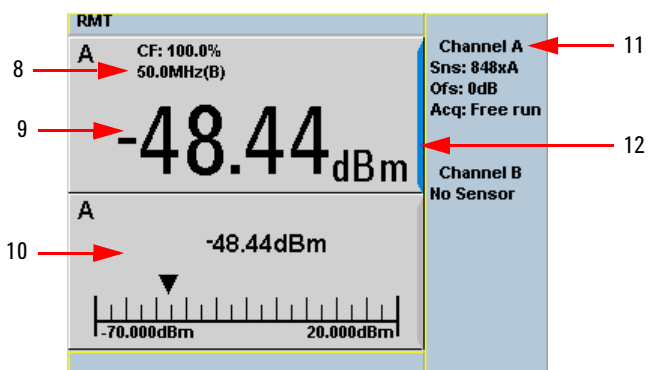 RMT
A
CF: 100.0%
50.0MHz(B)
-48.44dBm
A
-48.44dBm
-70.000dBm 20.000dBm
Channel A
Sns: 848xA
Ofs: 0dB
Acq: Free run
Channel B
No Sensor
8
9
10
11
12